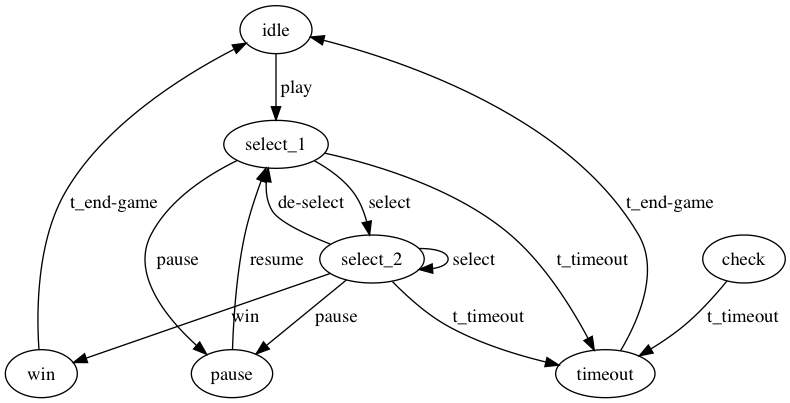 idle
play
select_1
t_end-game
de-select
select
t_end-game
pause
resume
select_2
select
t_timeout
check
win
pause
t_timeout
t_timeout
win
pause
timeout